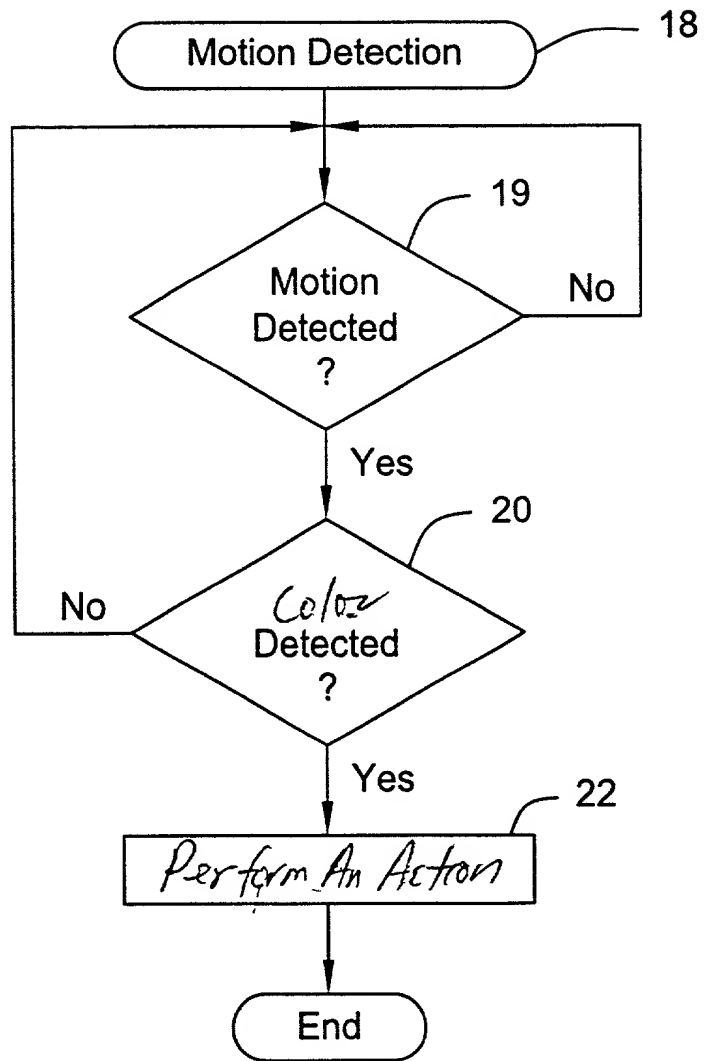 Motion Detection
18
19
Motion
Detected
?
No
Yes
20
No
Color
Detected
?
Yes
22
Perform An Action
End